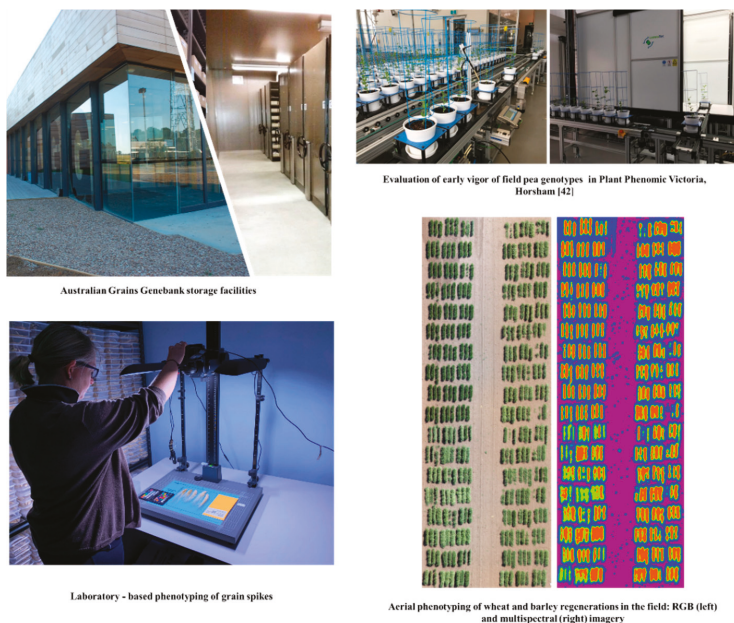 Australian Grains Genebank storage facilities
Evaluation of early vigor of field pea genotypes in Plant Phenomic Victoria,
Horsham [42]
Laboratory - based phenotyping of grain spikes
Aerial phenotyping of wheat and barley regenerations in the field: RGB (left)
and multispectral (right) imagery